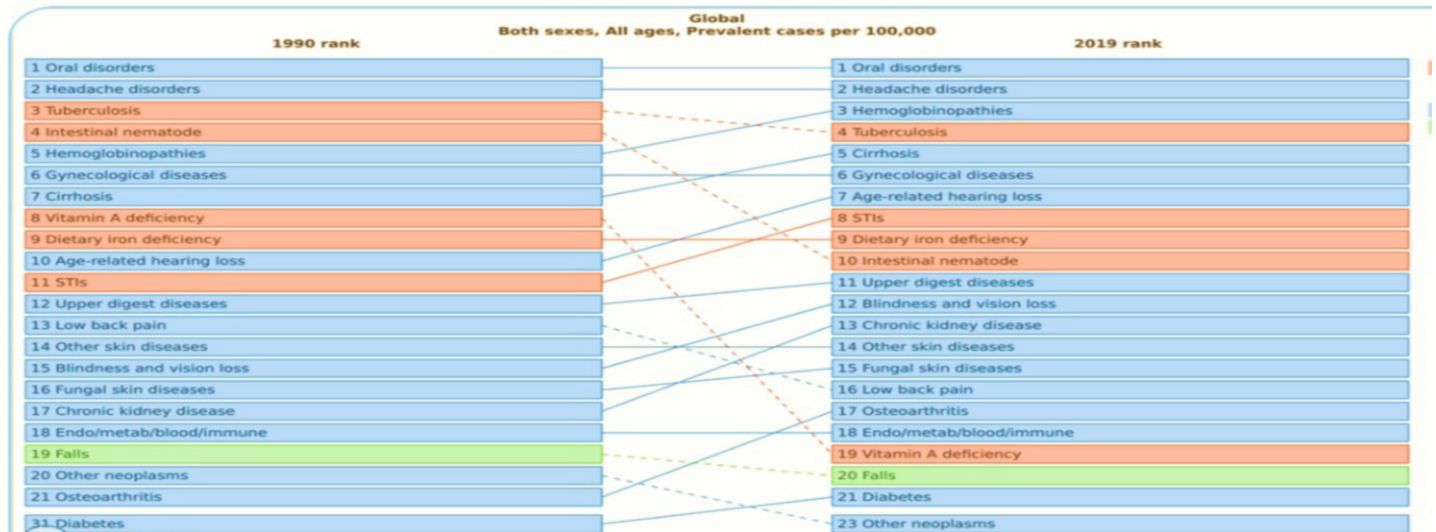 Global
Both sexes, All ages, Prevalent cases per 100,000
1990 rank
2019 rank
1 Oral disorders
2 Headache disorders
3 Tuberculosis
4 Intestinal nematode
5 Hemoglobinopathies
6 Gynecological diseases
7 Cirrhosis
8 Vitamin A deficiency
9 Dietary iron deficiency
10 Age-related hearing loss
11 STIs
12 Upper digest diseases
13 Low back pain
14 Other skin diseases
15 Blindness and vision loss
16 Fungal skin diseases
17 Chronic kidney disease
18 Endo/metab/blood/immune
19 Falls
20 Other neoplasms
21 Osteoarthritis
31 Diabetes
1 Oral disorders
2 Headache disorders
3 Hemoglobinopathies
4 Tuberculosis
5 Cirrhosis
6 Gynecological diseases
7 Age-related hearing loss
8 STIs
9 Dietary iron deficiency
10 Intestinal nematode
11 Upper digest diseases
12 Blindness and vision loss
13 Chronic kidney disease
14 Other skin diseases
15 Fungal skin diseases
16 Low back pain
17 Osteoarthritis
18 Endo/metab/blood/immune
19 Vitamin A deficiency
20 Falls
21 Diabetes
23 Other neoplasms